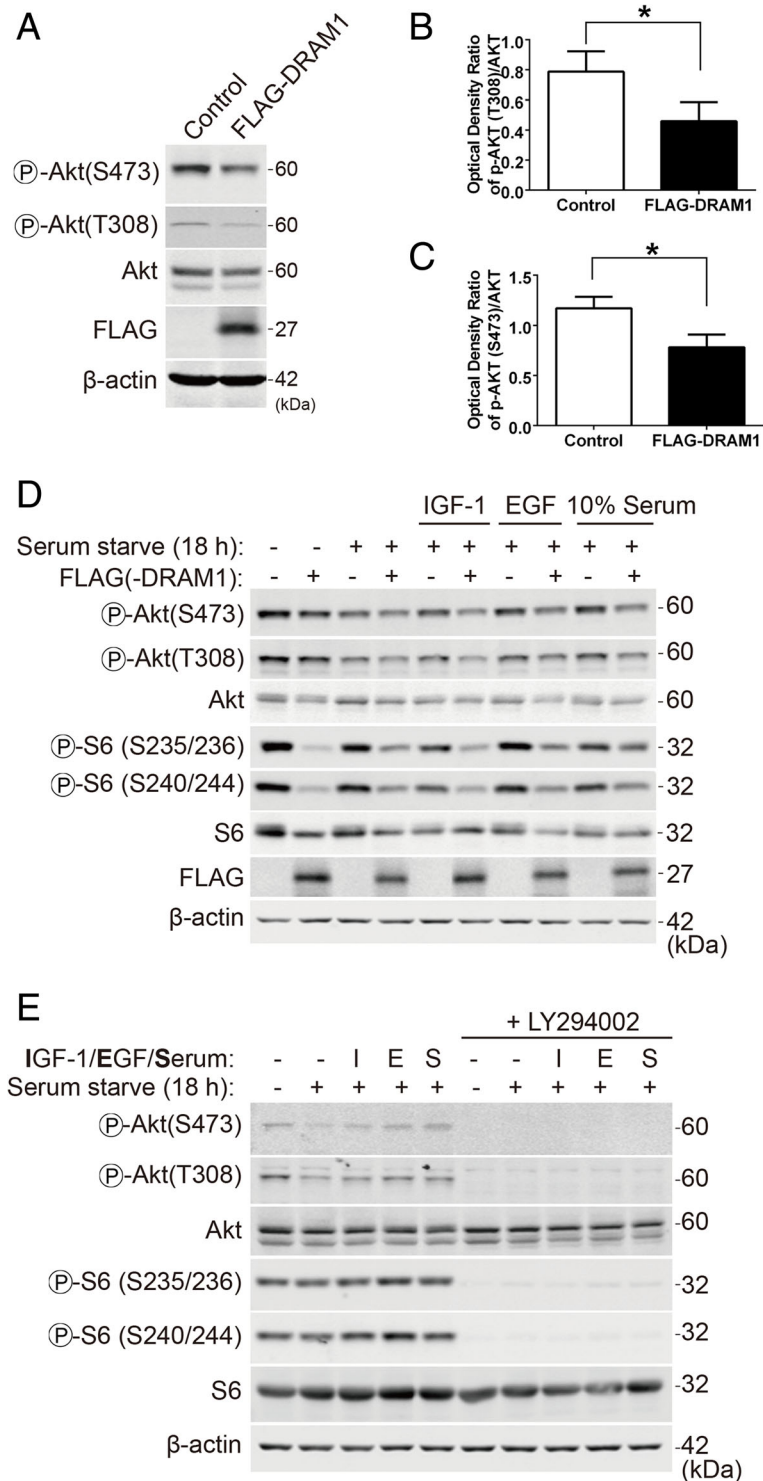 A
Control
FLAG-DRAM1
Ⓟ-Akt(S473) -60
Ⓟ-Akt(T308) -60
Akt -60
FLAG -27
β-actin -42
(kDa)
B
Optical Density Ratio
of p-AKT (T308)/AKT
1.0
0.8
0.6
0.4
0.2
0.0
*
Control FLAG-DRAM1
C
Optical Density Ratio
of p-AKT (S473)/AKT
1.5
1.0
0.5
0.0
*
Control FLAG-DRAM1
D
IGF-1 EGF 10% Serum
Serum starve (18 h): - - + + + + + + + +
FLAG(-DRAM1): - + - + - + - + - +
Ⓟ-Akt(S473) -60
Ⓟ-Akt(T308) -60
Akt -60
Ⓟ-S6 (S235/236) -32
Ⓟ-S6 (S240/244) -32
S6 -32
FLAG -27
β-actin -42
(kDa)
E
+ LY294002
IGF-1/EGF/Serum: - - I E S - - I E S
Serum starve (18 h): - + + + + - + + + +
Ⓟ-Akt(S473) -60
Ⓟ-Akt(T308) -60
Akt -60
Ⓟ-S6 (S235/236) -32
Ⓟ-S6 (S240/244) -32
S6 -32
β-actin -42
(kDa)